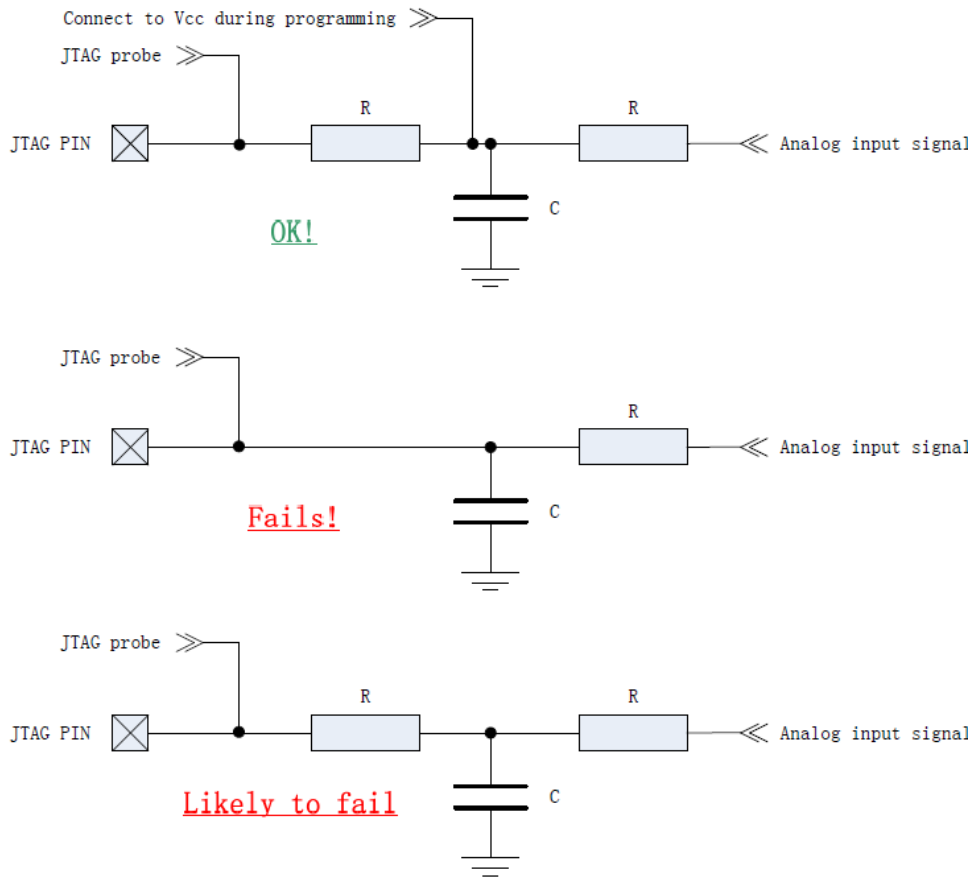 Connect to Vcc during programming
JTAG probe
R
R
JTAG PIN
Analog input signal
C
OK!
JTAG probe
R
JTAG PIN
Analog input signal
C
Fails!
JTAG probe
R
R
JTAG PIN
Analog input signal
C
Likely to fail